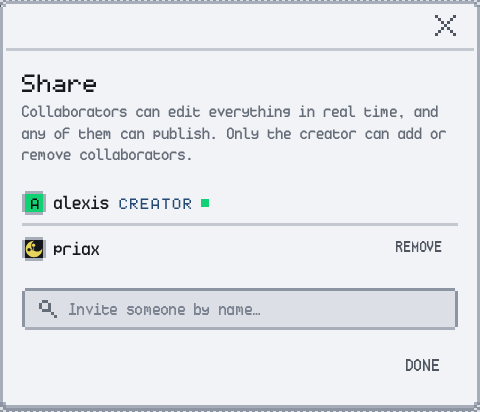 Share
Collaborators can edit everything in real time, and
any of them can publish. Only the creator can add or
remove collaborators.
A alexis CREATOR
priax REMOVE
Invite someone by name…
DONE